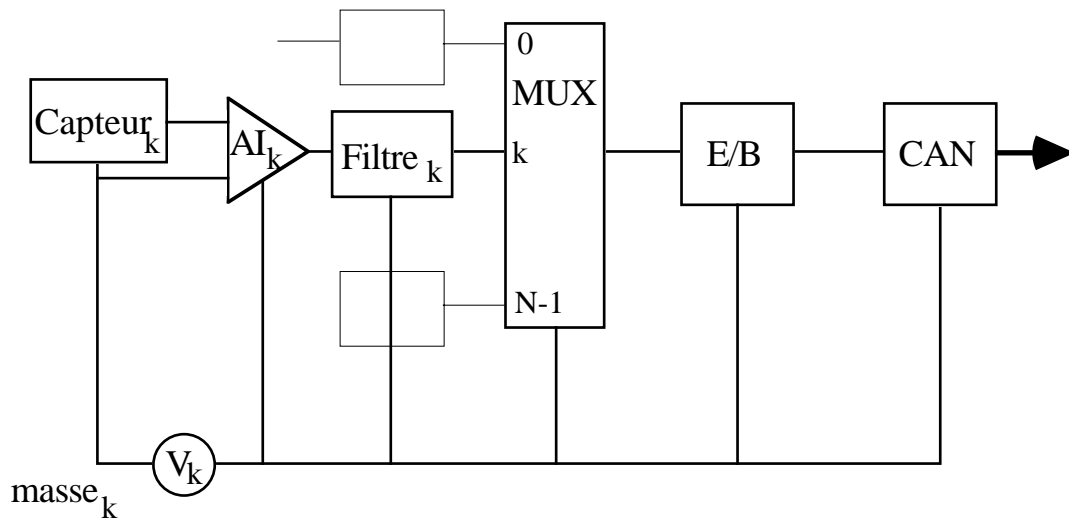 0
MUX
Capteur k
AI k
Filtre k
k
E/B
CAN
N-1
V k
masse k